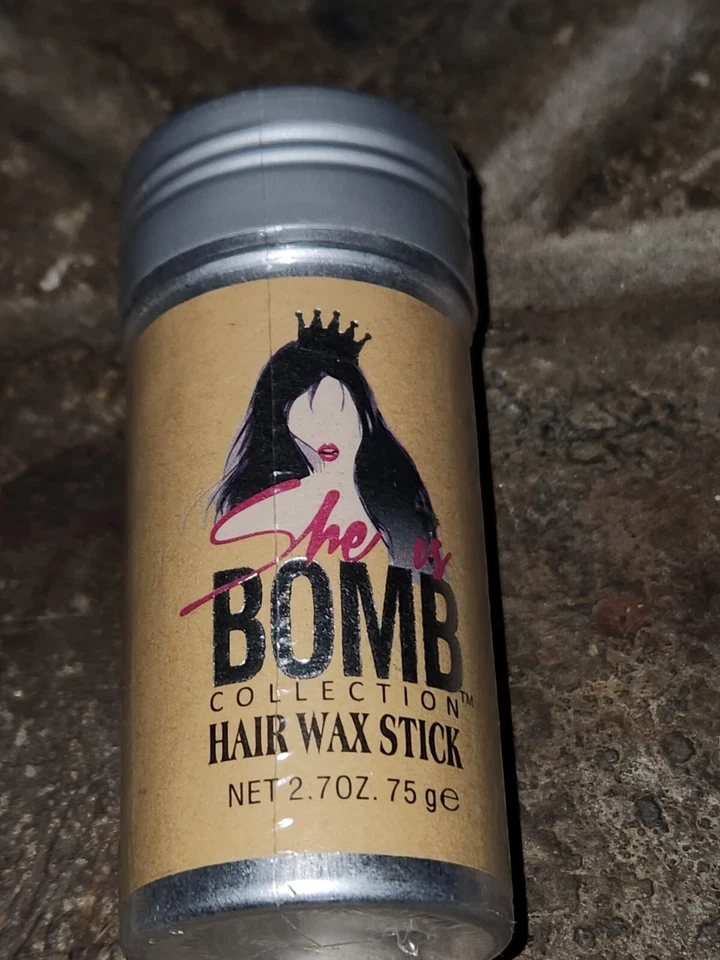 She is
BOMB
COLLECTION™
HAIR WAX STICK
NET 2.7OZ. 75 g℮